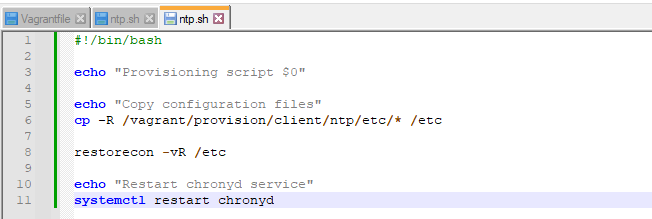 Vagrantfile ntp.sh ntp.sh
1 #!/bin/bash
2
3 echo "Provisioning script $0"
4
5 echo "Copy configuration files"
6 cp -R /vagrant/provision/client/ntp/etc/* /etc
7
8 restorecon -vR /etc
9
10 echo "Restart chronyd service"
11 systemctl restart chronyd